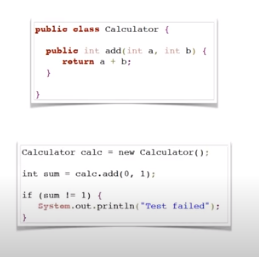 public class Calculator {
public int add(int a, int b) {
return a + b;
}
}
Calculator calc = new Calculator();
int sum = calc.add(0, 1);
if (sum != 1) {
System.out.println("Test failed");
}